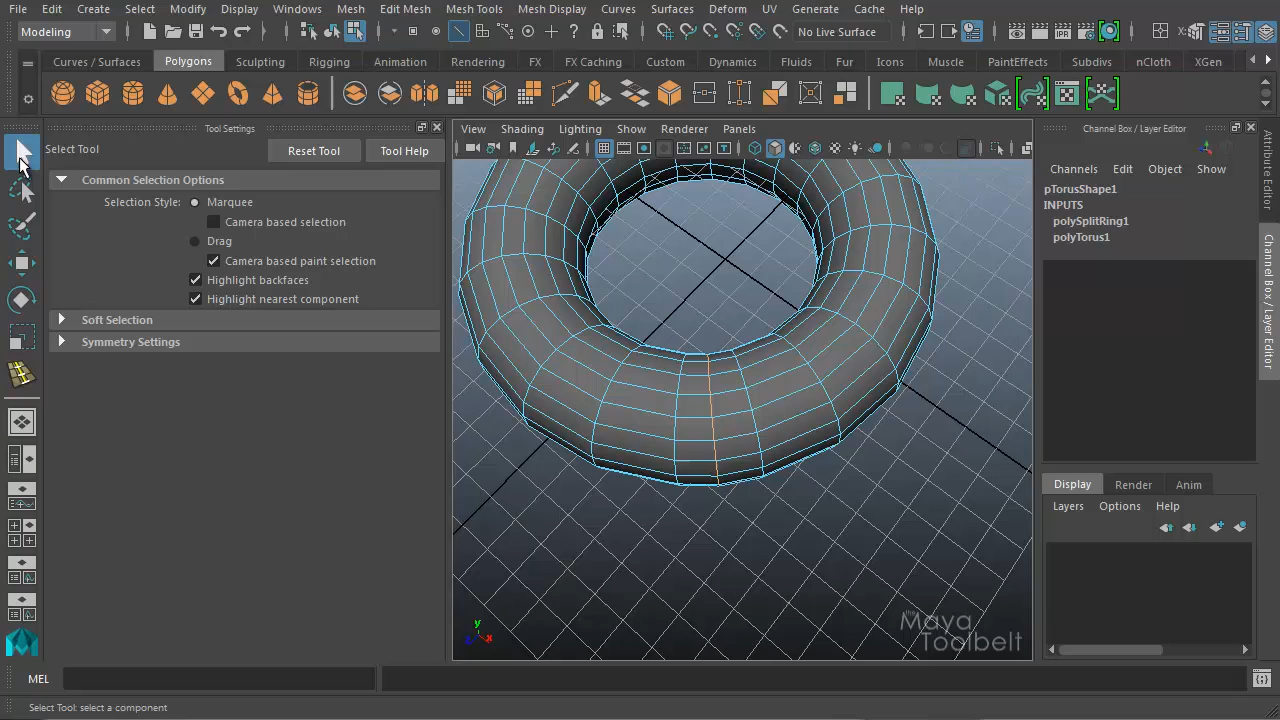 File Edit Create Select Modify Display Windows Mesh Edit Mesh Mesh Tools Mesh Display Curves Surfaces Deform UV Generate Cache Help
Modeling No Live Surface IPR
Curves / Surfaces Polygons Sculpting Rigging Animation Rendering FX FX Caching Custom Dynamics Fluids Fur Icons Muscle PaintEffects Subdivs nCloth XGen
Tool Settings
Select Tool Reset Tool Tool Help
Common Selection Options
Selection Style: Marquee
Camera based selection
Drag
Camera based paint selection
Highlight backfaces
Highlight nearest component
Soft Selection
Symmetry Settings
View Shading Lighting Show Renderer Panels
y
x
the
Maya
Toolbelt
Channel Box / Layer Editor
Channels Edit Object Show
pTorusShape1
INPUTS
polySplitRing1
polyTorus1
Display Render Anim
Layers Options Help
Attribute Editor
Channel Box / Layer Editor
MEL
Select Tool: select a component